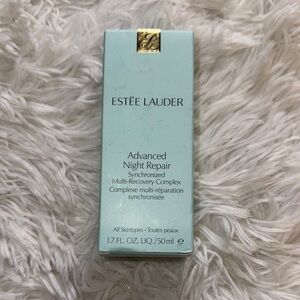 ESTĒE LAUDER
Advanced
Night Repair
Synchronized
Multi-Recovery Complex
Complexe multi-réparation
synchronisée
All Skintypes • Toutes peaux
1.7 FL. OZ. LIQ./50 ml e